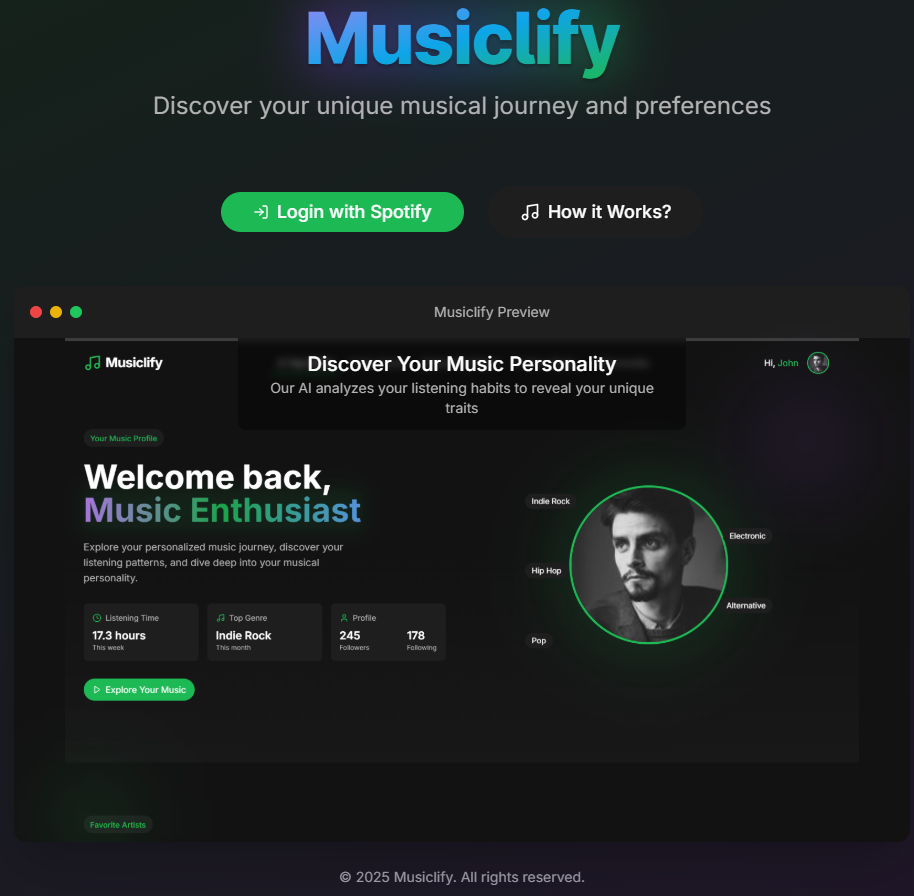 Musiclify
Discover your unique musical journey and preferences
Login with Spotify
How it Works?
Musiclify Preview
Musiclify
Discover Your Music Personality
Our AI analyzes your listening habits to reveal your unique
traits
Hi, John
Your Music Profile
Welcome back,
Music Enthusiast
Explore your personalized music journey, discover your
listening patterns, and dive deep into your musical
personality.
Listening Time
17.3 hours
This week
Top Genre
Indie Rock
This month
Profile
245
Followers
178
Following
Explore Your Music
Indie Rock
Electronic
Hip Hop
Alternative
Pop
Favorite Artists
© 2025 Musiclify. All rights reserved.